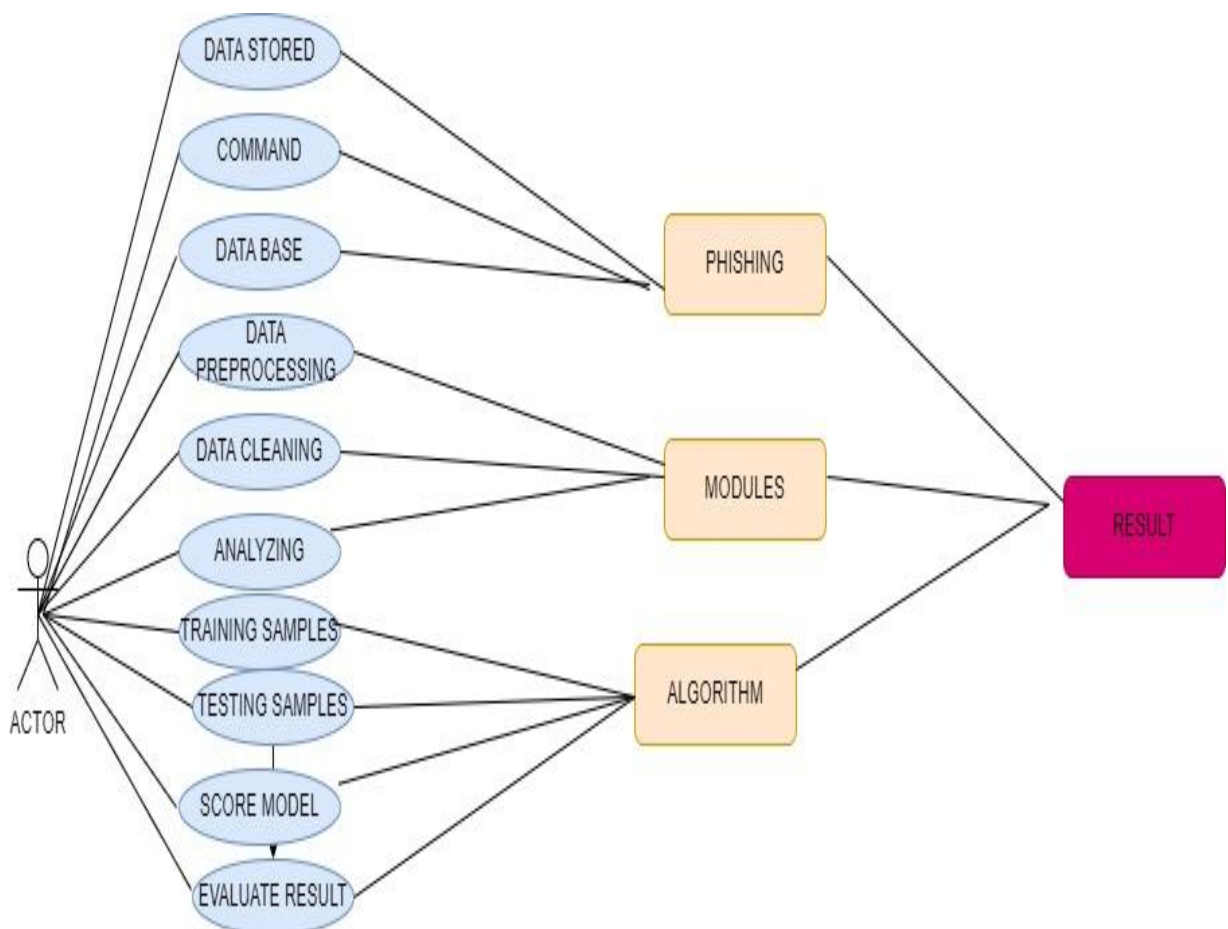 DATA STORED
COMMAND
DATA BASE
DATA
PREPROCESSING
DATA CLEANING
ANALYZING
TRAINING SAMPLES
TESTING SAMPLES
SCORE MODEL
EVALUATE RESULT
ACTOR
PHISHING
MODULES
ALGORITHM
RESULT